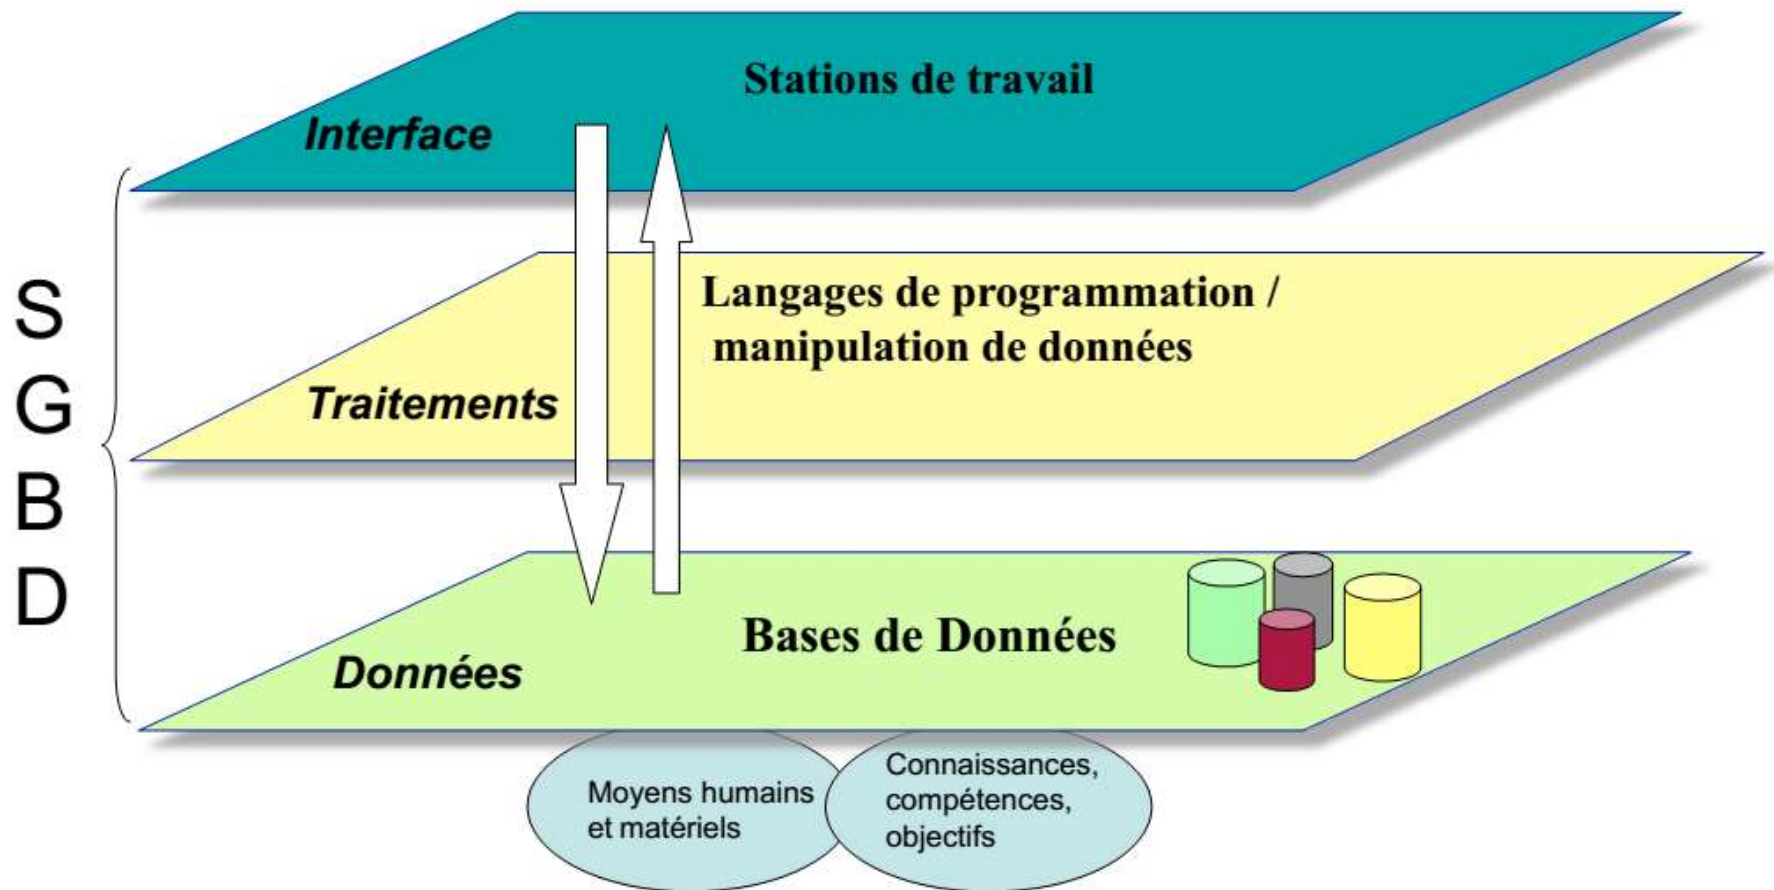 Stations de travail
Interface
S
G
B
D
Langages de programmation /
manipulation de données
Traitements
Bases de Données
Données
Moyens humains
et matériels
Connaissances,
compétences,
objectifs